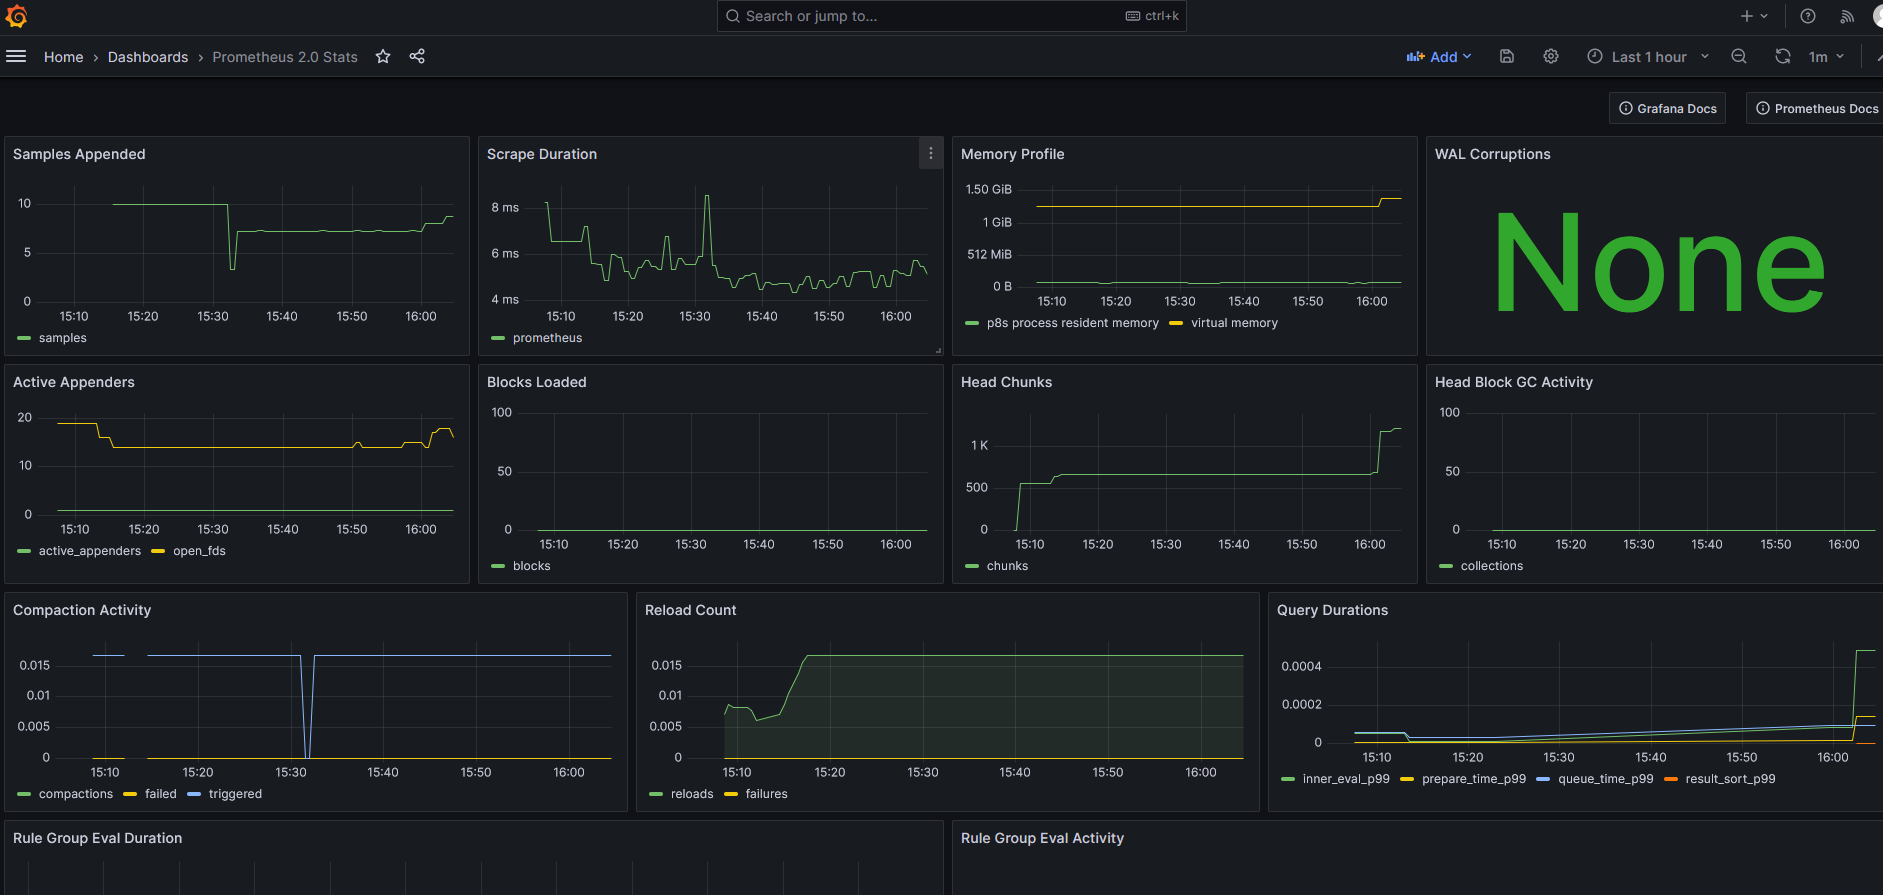 Search or jump to... ctrl+k
Home › Dashboards › Prometheus 2.0 Stats Add Last 1 hour 1m
Grafana Docs Prometheus Docs
Samples Appended
10
5
0
15:10 15:20 15:30 15:40 15:50 16:00
samples
Scrape Duration
8 ms
6 ms
4 ms
15:10 15:20 15:30 15:40 15:50 16:00
prometheus
Memory Profile
1.50 GiB
1 GiB
512 MiB
0 B
15:10 15:20 15:30 15:40 15:50 16:00
p8s process resident memory virtual memory
WAL Corruptions
None
Active Appenders
20
10
0
15:10 15:20 15:30 15:40 15:50 16:00
active_appenders open_fds
Blocks Loaded
100
50
0
15:10 15:20 15:30 15:40 15:50 16:00
blocks
Head Chunks
1 K
500
0
15:10 15:20 15:30 15:40 15:50 16:00
chunks
Head Block GC Activity
100
50
0
15:10 15:20 15:30 15:40 15:50 16:00
collections
Compaction Activity
0.015
0.01
0.005
0
15:10 15:20 15:30 15:40 15:50 16:00
compactions failed triggered
Reload Count
0.015
0.01
0.005
0
15:10 15:20 15:30 15:40 15:50 16:00
reloads failures
Query Durations
0.0004
0.0002
0
15:10 15:20 15:30 15:40 15:50 16:00
inner_eval_p99 prepare_time_p99 queue_time_p99 result_sort_p99
Rule Group Eval Duration
Rule Group Eval Activity